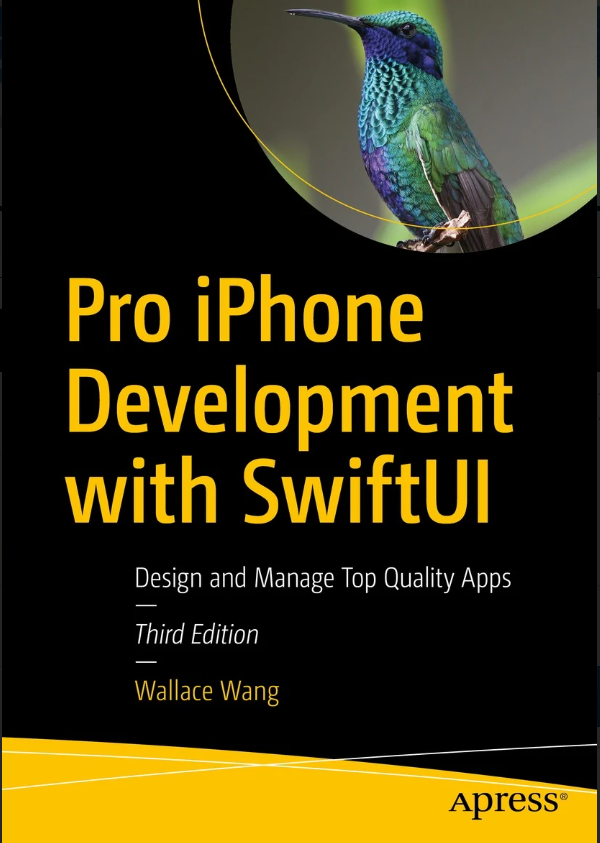 Pro iPhone
Development
with SwiftUI
Design and Manage Top Quality Apps
—
Third Edition
—
Wallace Wang
Apress®